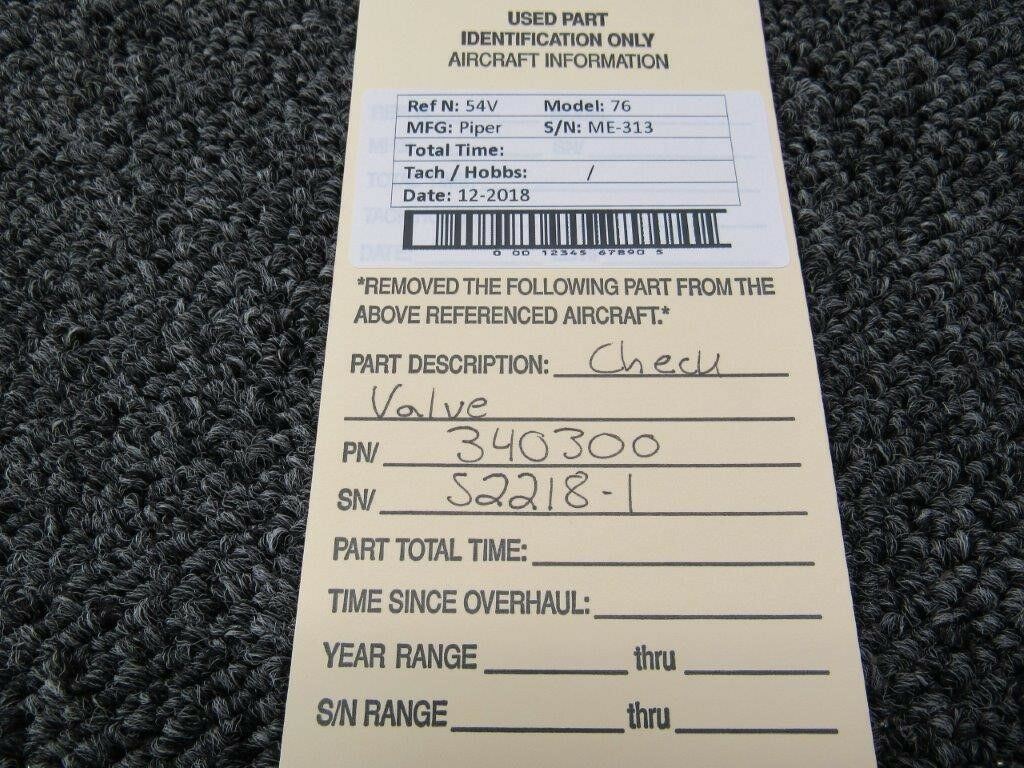 USED PART
IDENTIFICATION ONLY
AIRCRAFT INFORMATION
Ref N: 54V Model: 76
MFG: Piper S/N: ME-313
Total Time:
Tach / Hobbs: /
Date: 12-2018
0 00 12345 67890 5
*REMOVED THE FOLLOWING PART FROM THE
ABOVE REFERENCED AIRCRAFT.*
PART DESCRIPTION: Check
Valve
PN/ 340300
SN/ S2218-1
PART TOTAL TIME:
TIME SINCE OVERHAUL:
YEAR RANGE thru
S/N RANGE thru